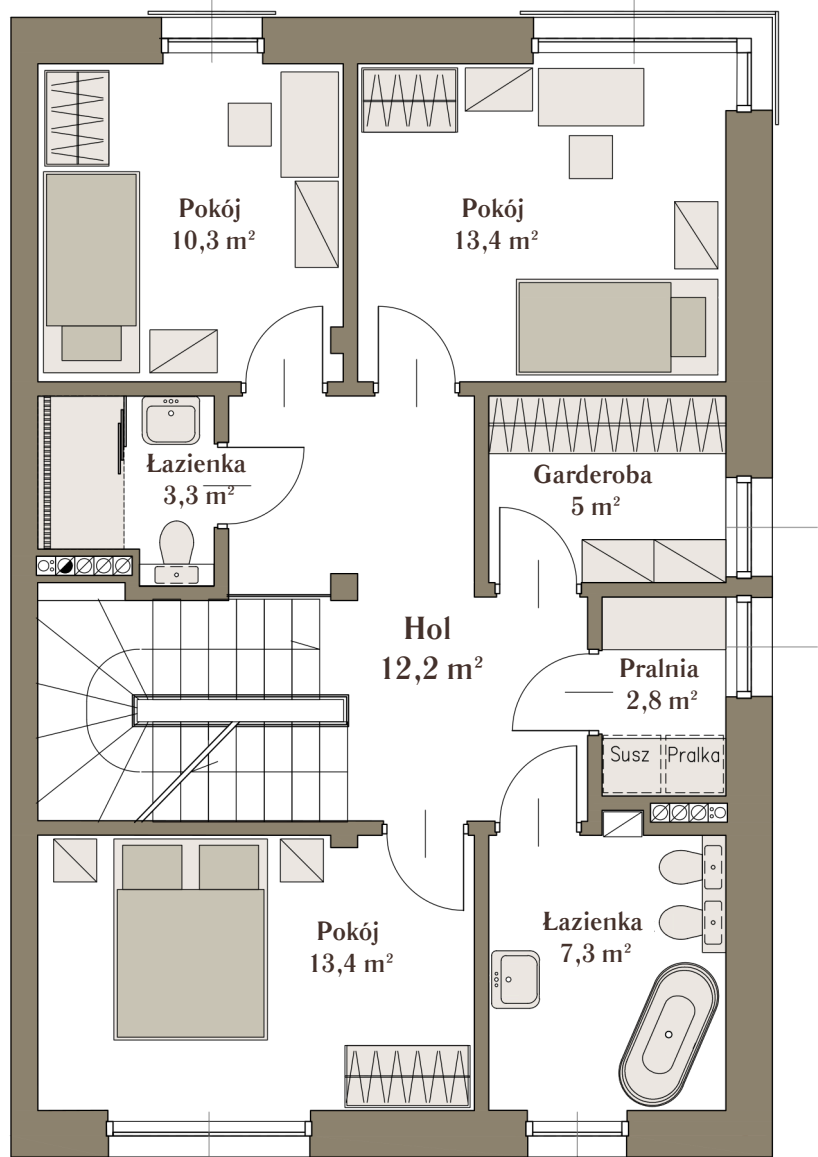 Pokój
10,3 m²
Pokój
13,4 m²
Łazienka
3,3 m²
Garderoba
5 m²
Hol
12,2 m²
Pralnia
2,8 m²
Susz
Pralka
Pokój
13,4 m²
Łazienka
7,3 m²